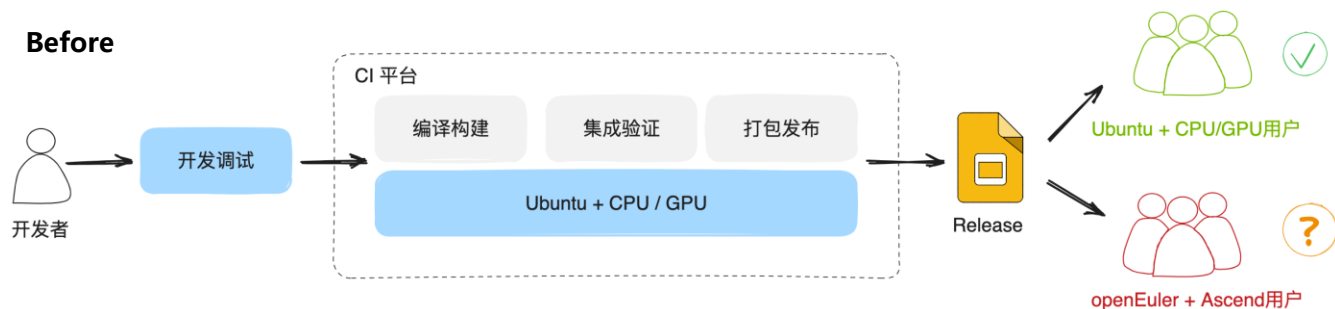 Before
CI 平台
编译构建
集成验证
打包发布
Ubuntu + CPU / GPU
开发调试
开发者
Release
Ubuntu + CPU/GPU用户
?
openEuler + Ascend用户